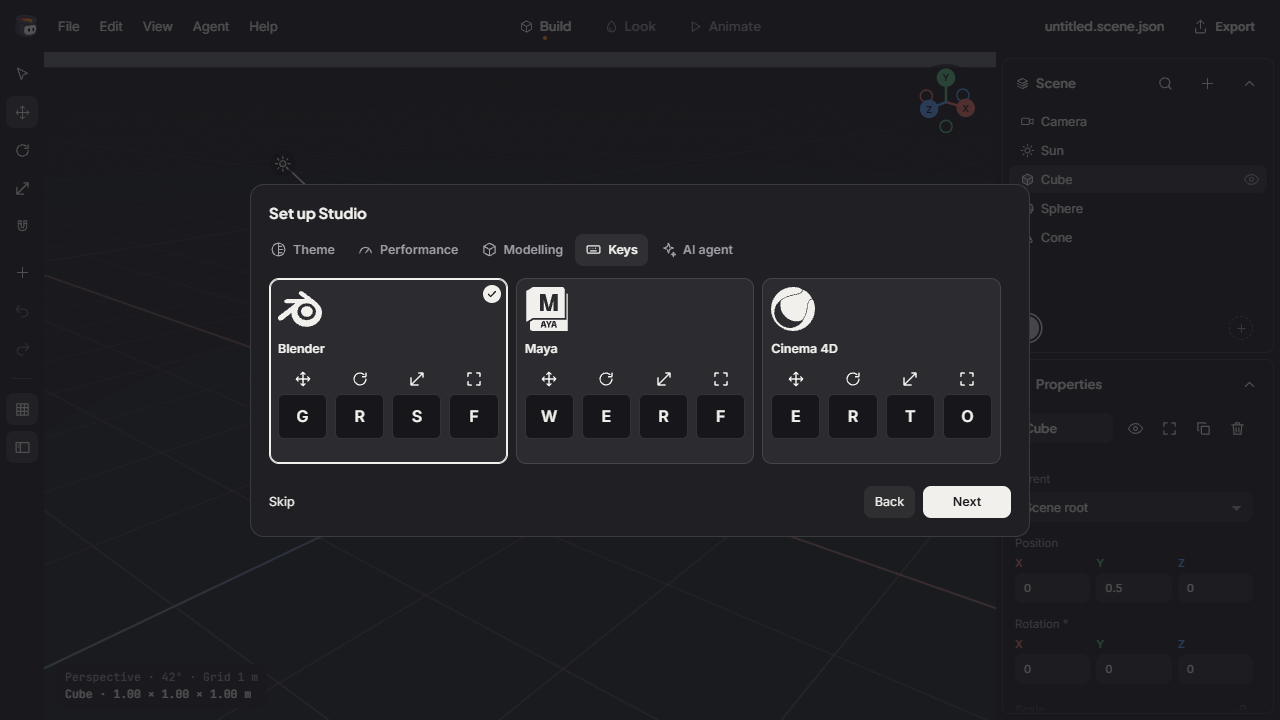 File Edit View Agent Help
Build Look Animate
untitled.scene.json Export
Y
Z X
Scene
Camera
Sun
Cube
Sphere
Cone
Set up Studio
Theme Performance Modelling Keys AI agent
Blender
G R S F
M
AYA
Maya
W E R F
Cinema 4D
E R T O
Skip Back Next
Properties
Cube
Scene root
Position
X Y Z
0 0.5 0
Rotation *
X Y Z
0 0 0
Perspective · 42° · Grid 1 m
Cube · 1.00 × 1.00 × 1.00 m